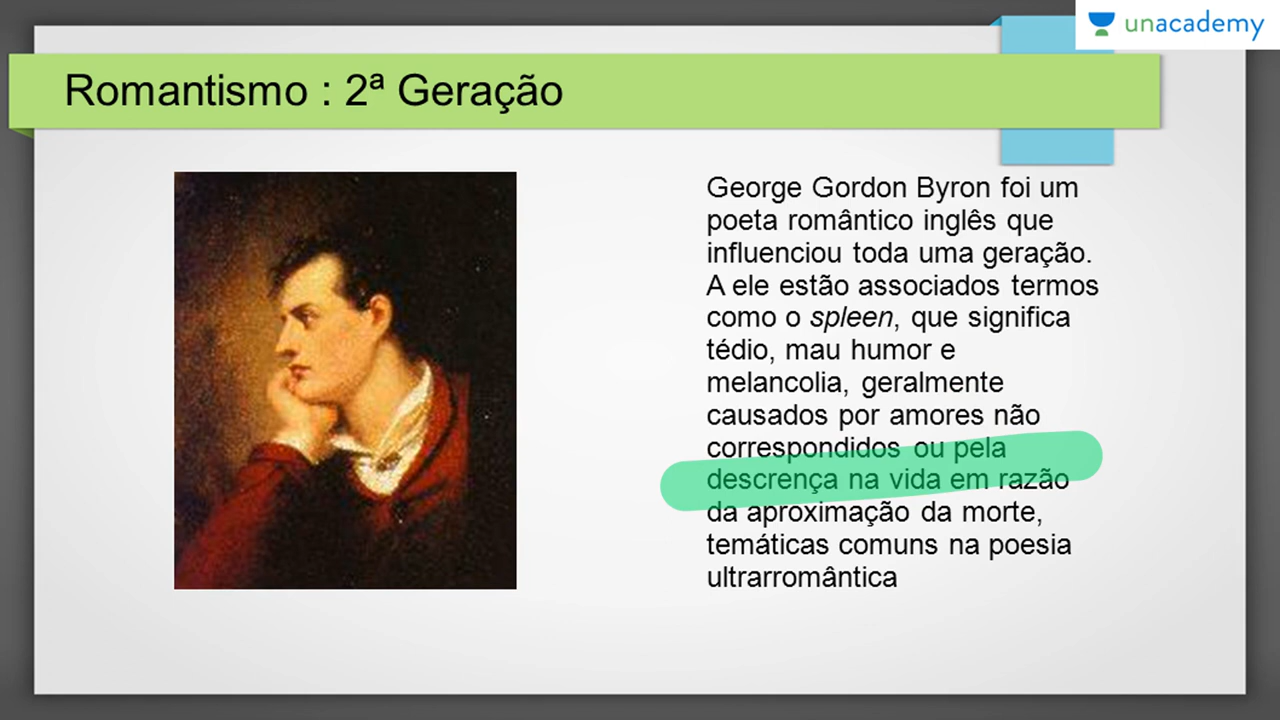 unacademy
Romantismo : 2ª Geração
George Gordon Byron foi um
poeta romântico inglês que
influenciou toda uma geração.
A ele estão associados termos
como o spleen, que significa
tédio, mau humor e
melancolia, geralmente
causados por amores não
correspondidos ou pela
descrença na vida em razão
da aproximação da morte,
temáticas comuns na poesia
ultrarromântica